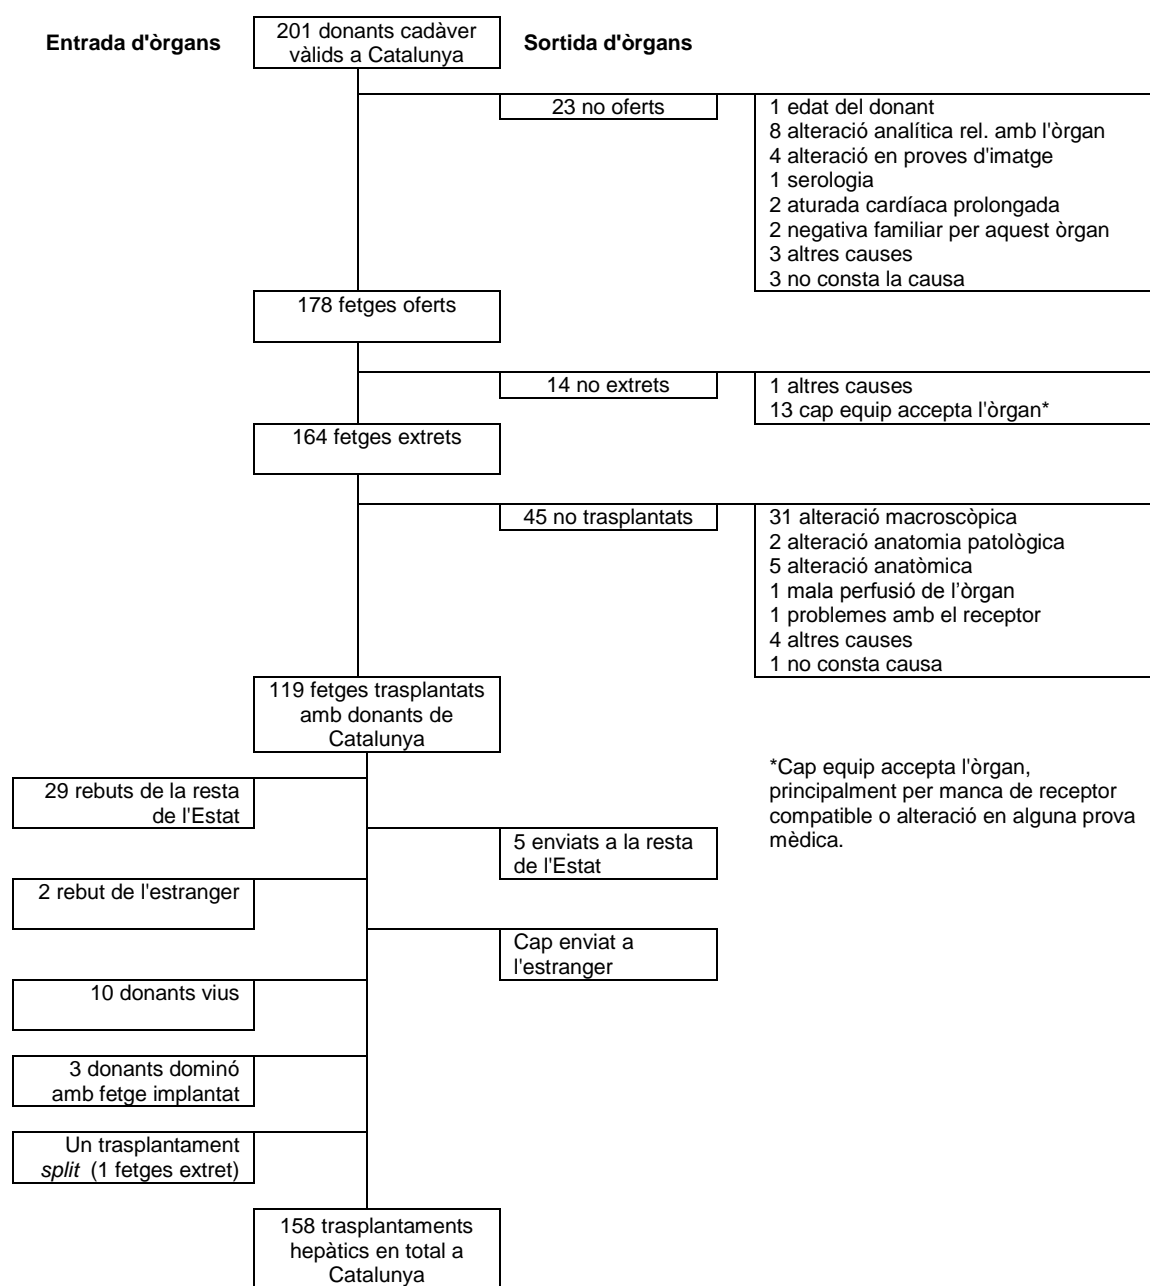 Entrada d'òrgans
201 donants cadàver
vàlids a Catalunya
Sortida d'òrgans
23 no oferts
1 edat del donant
8 alteració analítica rel. amb l'òrgan
4 alteració en proves d'imatge
1 serologia
2 aturada cardíaca prolongada
2 negativa familiar per aquest òrgan
3 altres causes
3 no consta la causa
178 fetges oferts
14 no extrets
1 altres causes
13 cap equip accepta l'òrgan*
164 fetges extrets
45 no trasplantats
31 alteració macroscòpica
2 alteració anatomia patològica
5 alteració anatòmica
1 mala perfusió de l’òrgan
1 problemes amb el receptor
4 altres causes
1 no consta causa
119 fetges trasplantats
amb donants de
Catalunya
*Cap equip accepta l'òrgan,
principalment per manca de receptor
compatible o alteració en alguna prova
mèdica.
29 rebuts de la resta
de l'Estat
5 enviats a la resta
de l'Estat
2 rebut de l'estranger
Cap enviat a
l'estranger
10 donants vius
3 donants dominó
amb fetge implantat
Un trasplantament
split (1 fetges extret)
158 trasplantaments
hepàtics en total a
Catalunya